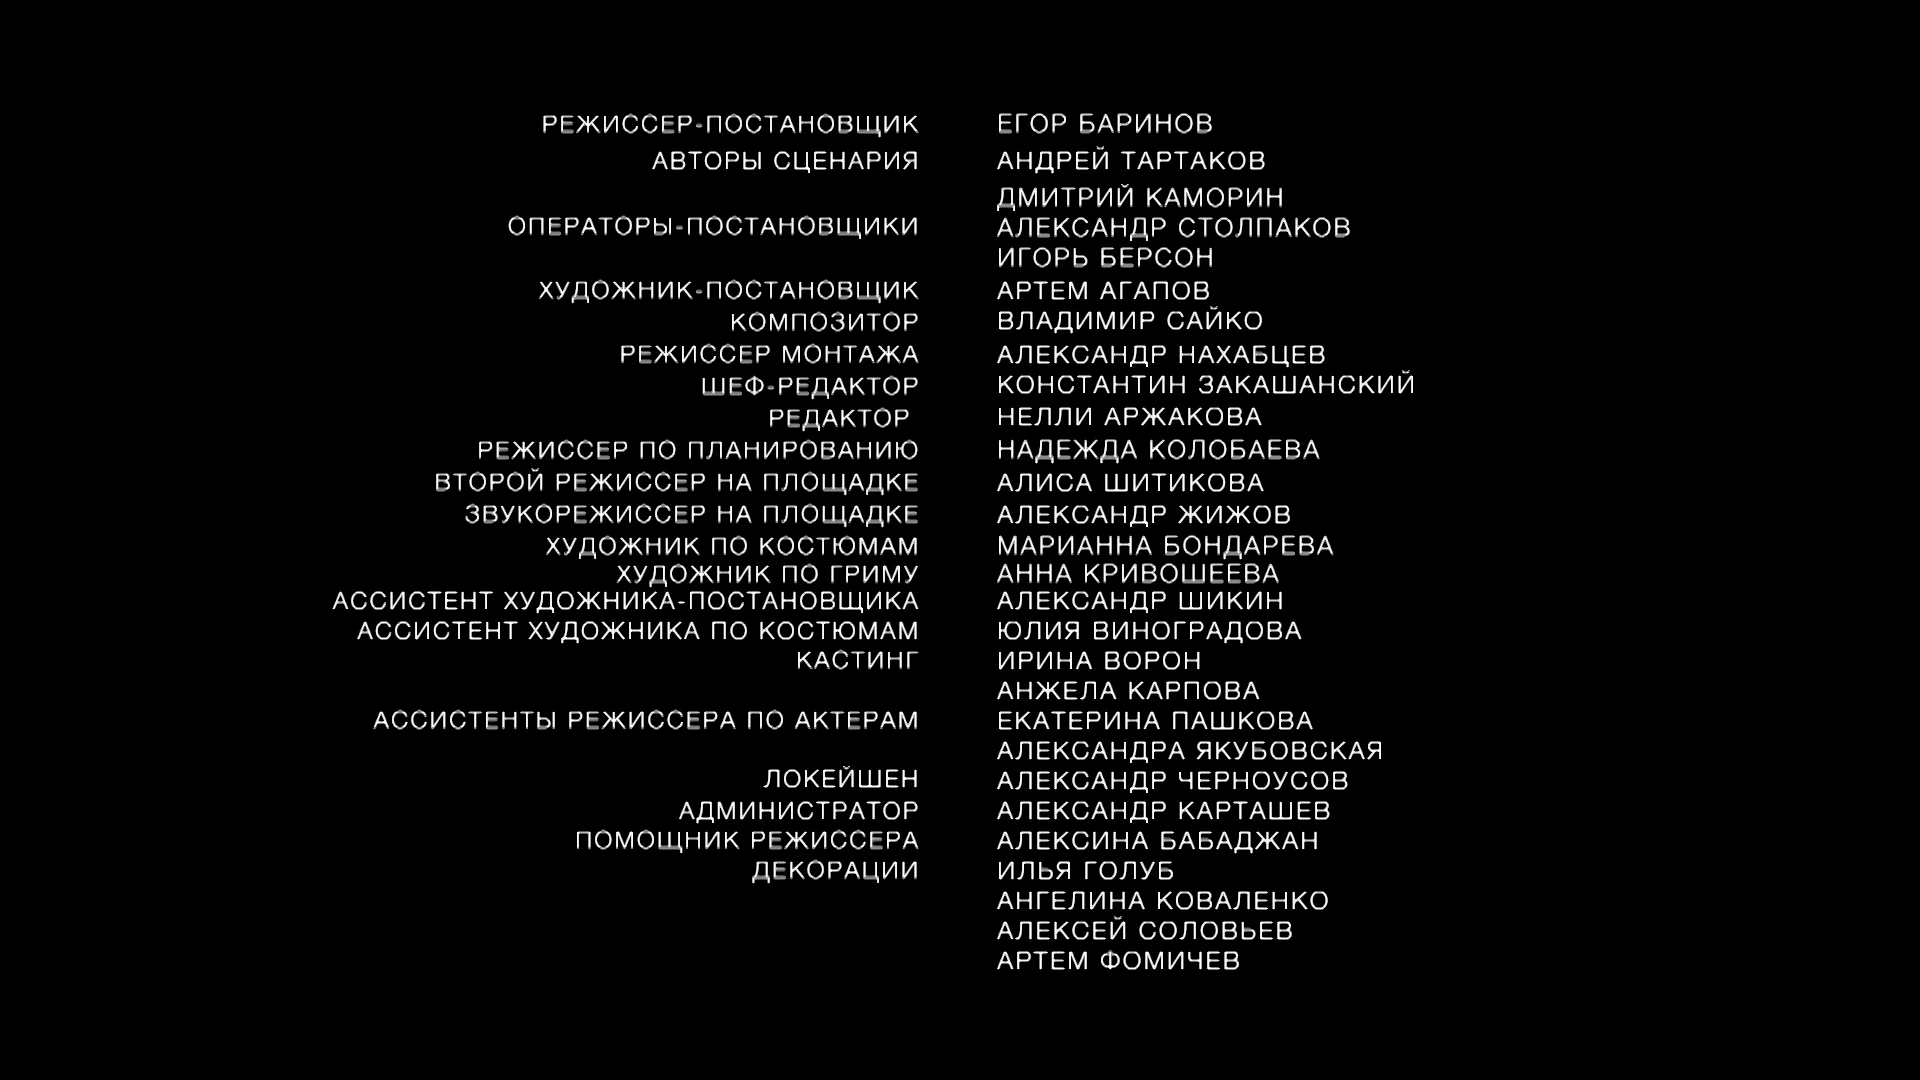 РЕЖИССЕР-ПОСТАНОВЩИК ЕГОР БАРИНОВ
АВТОРЫ СЦЕНАРИЯ АНДРЕЙ ТАРТАКОВ
ДМИТРИЙ КАМОРИН
ОПЕРАТОРЫ-ПОСТАНОВЩИКИ АЛЕКСАНДР СТОЛПАКОВ
ИГОРЬ БЕРСОН
ХУДОЖНИК-ПОСТАНОВЩИК АРТЕМ АГАПОВ
КОМПОЗИТОР ВЛАДИМИР САЙКО
РЕЖИССЕР МОНТАЖА АЛЕКСАНДР НАХАБЦЕВ
ШЕФ-РЕДАКТОР КОНСТАНТИН ЗАКАШАНСКИЙ
РЕДАКТОР НЕЛЛИ АРЖАКОВА
РЕЖИССЕР ПО ПЛАНИРОВАНИЮ НАДЕЖДА КОЛОБАЕВА
ВТОРОЙ РЕЖИССЕР НА ПЛОЩАДКЕ АЛИСА ШИТИКОВА
ЗВУКОРЕЖИССЕР НА ПЛОЩАДКЕ АЛЕКСАНДР ЖИЖОВ
ХУДОЖНИК ПО КОСТЮМАМ МАРИАННА БОНДАРЕВА
ХУДОЖНИК ПО ГРИМУ АННА КРИВОШЕЕВА
АССИСТЕНТ ХУДОЖНИКА-ПОСТАНОВЩИКА АЛЕКСАНДР ШИКИН
АССИСТЕНТ ХУДОЖНИКА ПО КОСТЮМАМ ЮЛИЯ ВИНОГРАДОВА
КАСТИНГ ИРИНА ВОРОН
АНЖЕЛА КАРПОВА
АССИСТЕНТЫ РЕЖИССЕРА ПО АКТЕРАМ ЕКАТЕРИНА ПАШКОВА
АЛЕКСАНДРА ЯКУБОВСКАЯ
ЛОКЕЙШЕН АЛЕКСАНДР ЧЕРНОУСОВ
АДМИНИСТРАТОР АЛЕКСАНДР КАРТАШЕВ
ПОМОЩНИК РЕЖИССЕРА АЛЕКСИНА БАБАДЖАН
ДЕКОРАЦИИ ИЛЬЯ ГОЛУБ
АНГЕЛИНА КОВАЛЕНКО
АЛЕКСЕЙ СОЛОВЬЕВ
АРТЕМ ФОМИЧЕВ